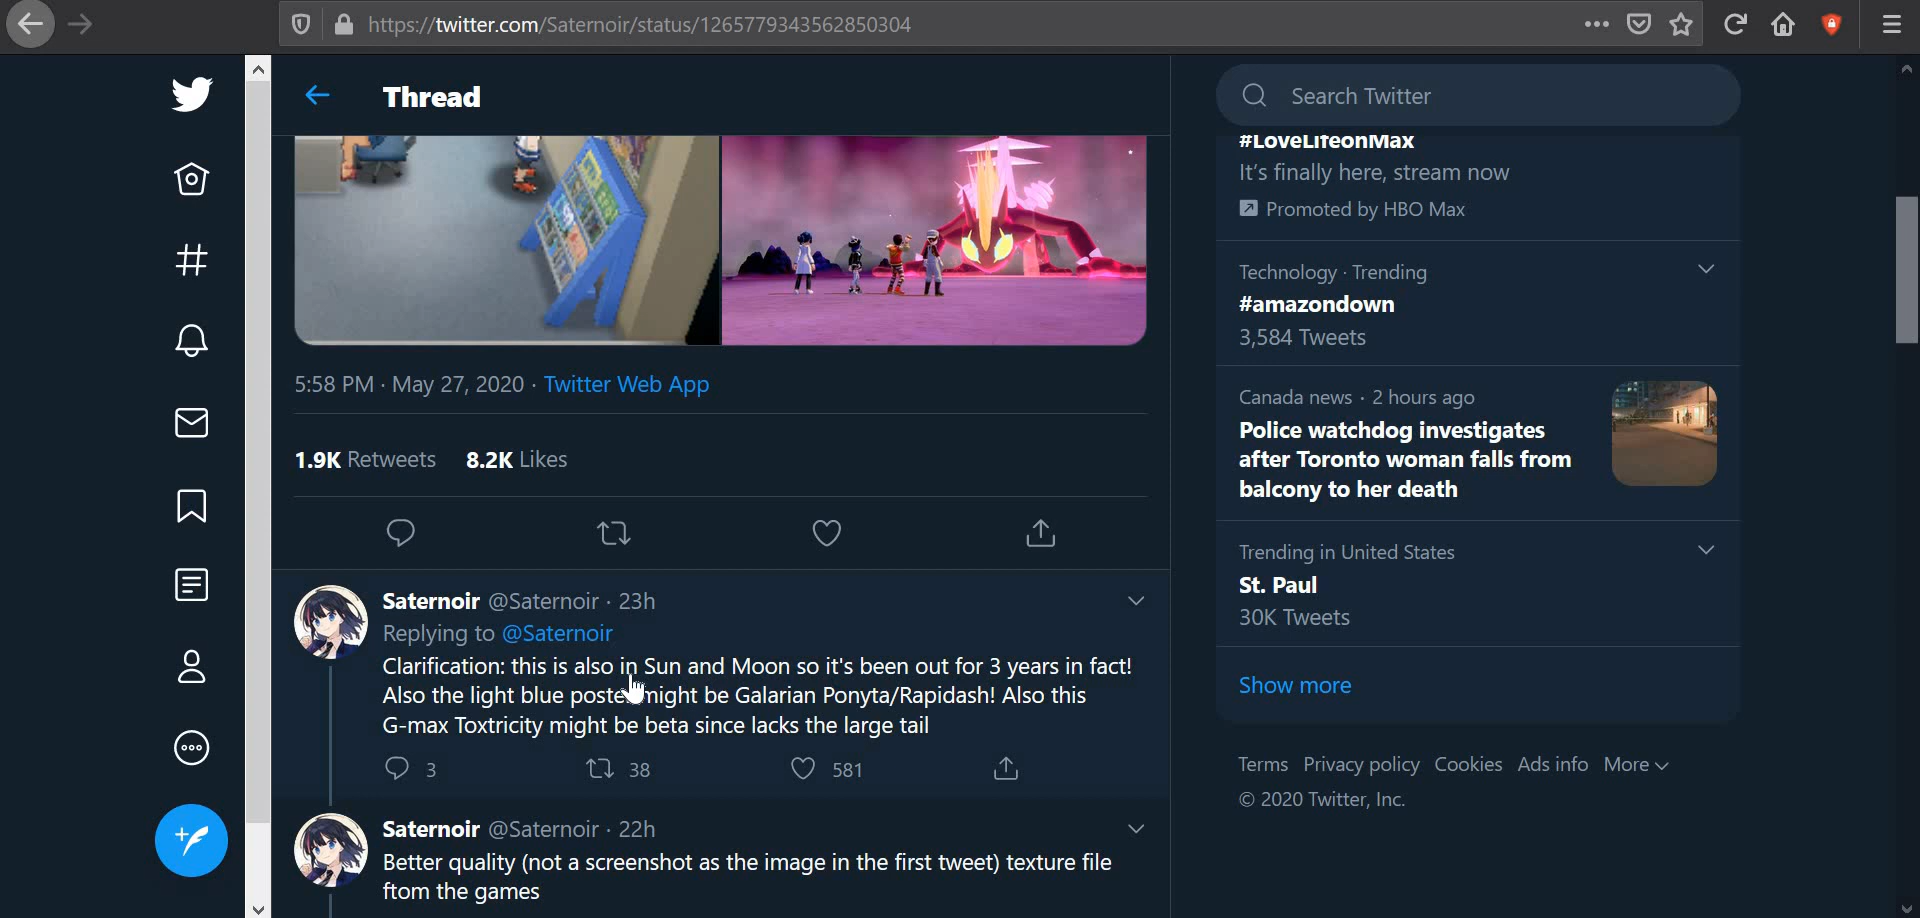 https://twitter.com/Saternoir/status/1265779343562850304
Thread
5:58 PM · May 27, 2020 · Twitter Web App
1.9K Retweets 8.2K Likes
Saternoir @Saternoir · 23h
Replying to @Saternoir
Clarification: this is also in Sun and Moon so it's been out for 3 years in fact!
Also the light blue poster might be Galarian Ponyta/Rapidash! Also this
G-max Toxtricity might be beta since lacks the large tail
3 38 581
Saternoir @Saternoir · 22h
Better quality (not a screenshot as the image in the first tweet) texture file
ftom the games
Search Twitter
#LoveLifeonMax
It's finally here, stream now
Promoted by HBO Max
Technology · Trending
#amazondown
3,584 Tweets
Canada news · 2 hours ago
Police watchdog investigates
after Toronto woman falls from
balcony to her death
Trending in United States
St. Paul
30K Tweets
Show more
Terms Privacy policy Cookies Ads info More
© 2020 Twitter, Inc.